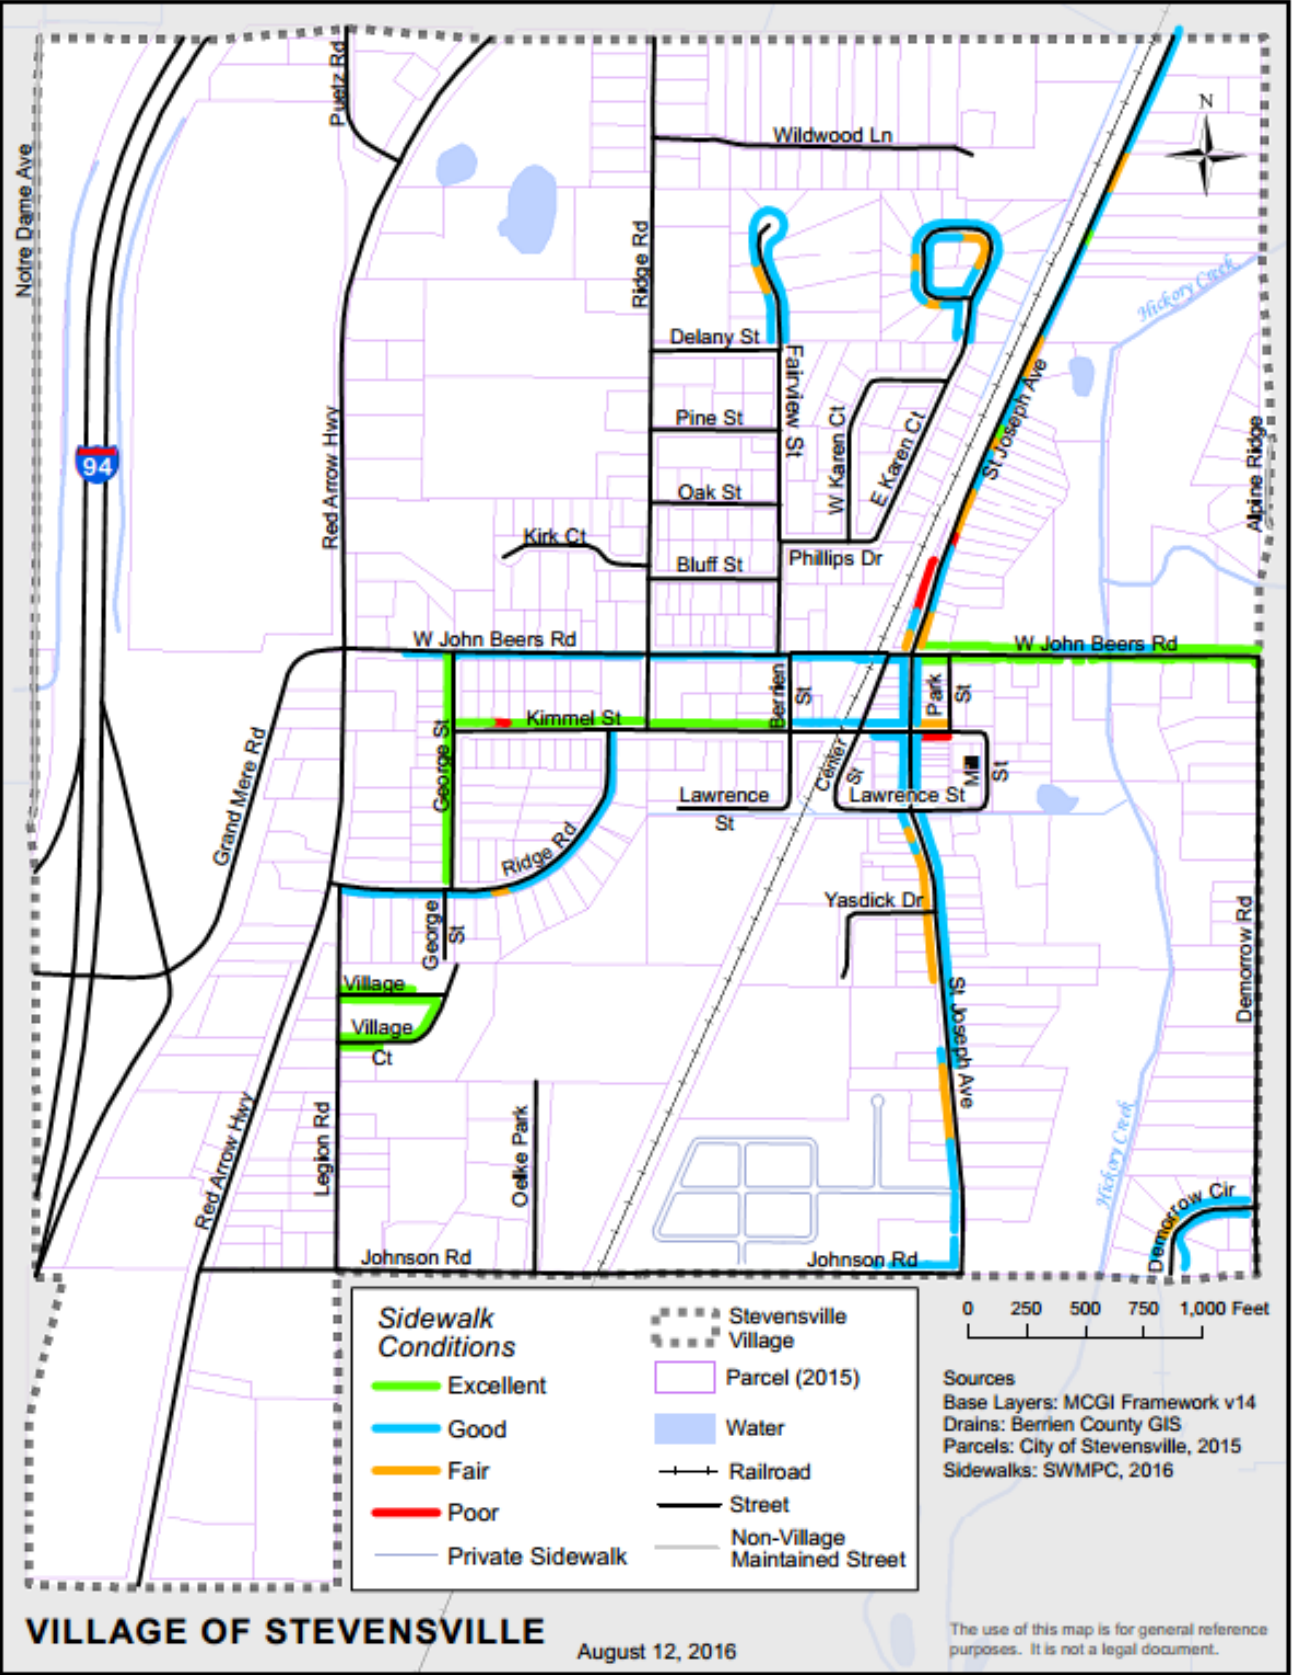 Puetz Rd
N
Wildwood Ln
Notre Dame Ave
Ridge Rd
Hickory Creek
Delany St
Fairview St
St Joseph Ave
Pine St
W Karen Ct
E Karen Ct
Red Arrow Hwy
94
Alpine Ridge
Oak St
Kirk Ct
Bluff St
Phillips Dr
W John Beers Rd
W John Beers Rd
Berrien
St
Park
St
Kimmel St
George St
Grand Mere Rd
Center
St
Mill
St
Lawrence
St
Lawrence St
Ridge Rd
Yasdick Dr
George
St
Demorrow Rd
Village
Village
Ct
St Joseph Ave
Red Arrow Hwy
Legion Rd
Oelke Park
Hickory Creek
Demorrow Cir
Johnson Rd
Johnson Rd
Sidewalk
Conditions
Excellent
Good
Fair
Poor
Private Sidewalk
Stevensville
Village
Parcel (2015)
Water
Railroad
Street
Non-Village
Maintained Street
0 250 500 750 1,000 Feet
Sources
Base Layers: MCGI Framework v14
Drains: Berrien County GIS
Parcels: City of Stevensville, 2015
Sidewalks: SWMPC, 2016
VILLAGE OF STEVENSVILLE
August 12, 2016
The use of this map is for general reference
purposes. It is not a legal document.